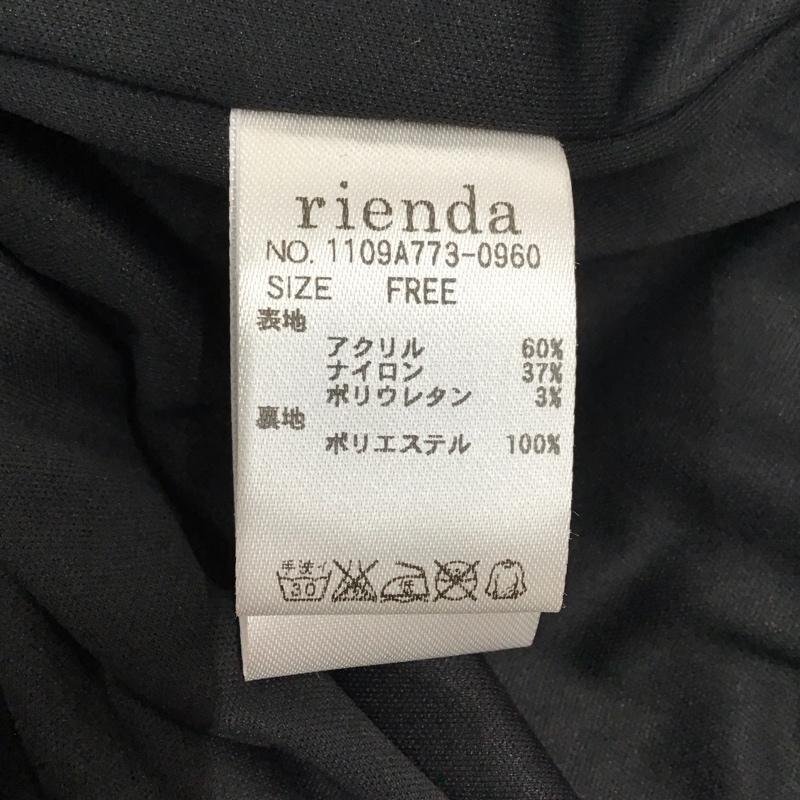 rienda
NO. 1109A773-0960
SIZE FREE
表地
アクリル 60%
ナイロン 37%
ポリウレタン 3%
裏地
ポリエステル 100%
手洗イ
30
低